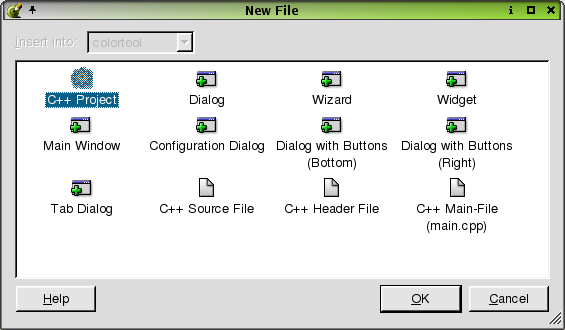 New File
Insert into: colortool
C++ Project Dialog Wizard Widget
Main Window Configuration Dialog Dialog with Buttons Dialog with Buttons
(Bottom) (Right)
Tab Dialog C++ Source File C++ Header File C++ Main-File
(main.cpp)
Help OK Cancel